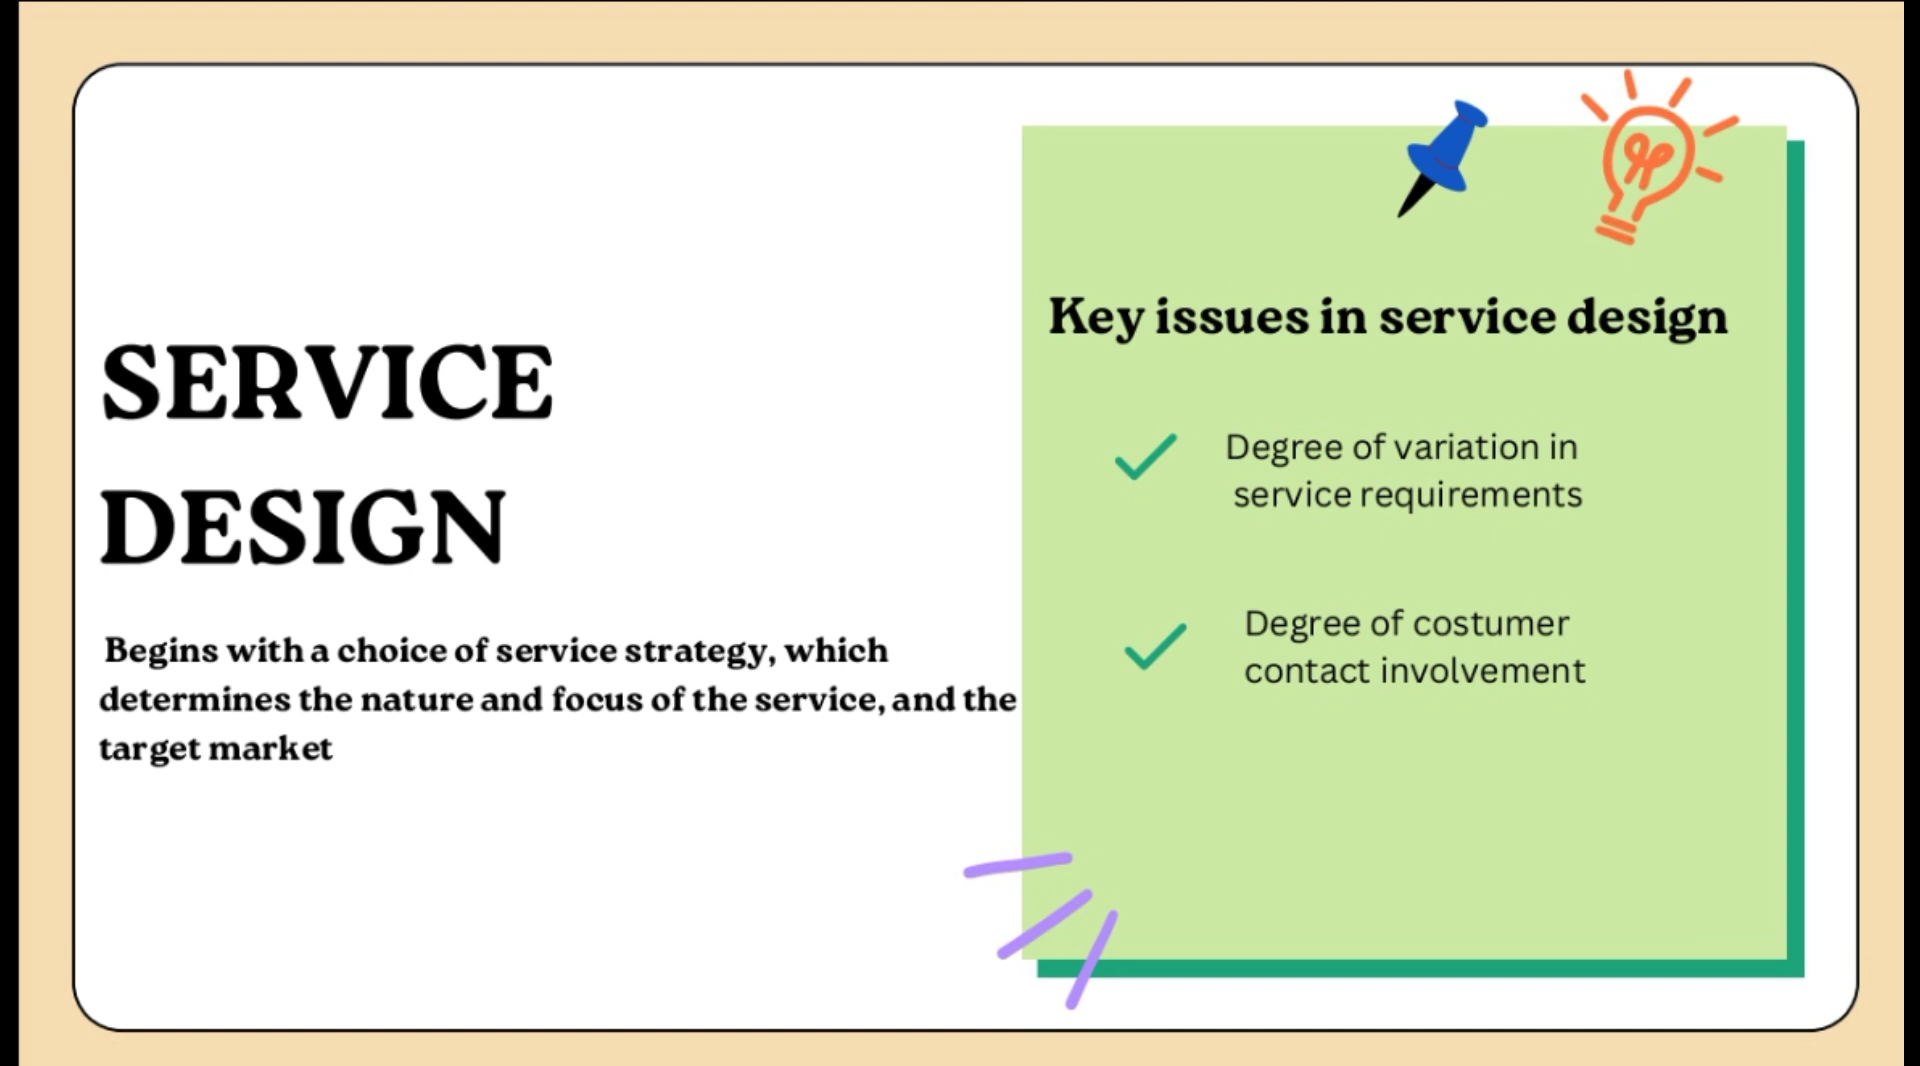 SERVICE
DESIGN
Begins with a choice of service strategy, which
determines the nature and focus of the service, and the
target market
Key issues in service design
Degree of variation in
service requirements
Degree of costumer
contact involvement